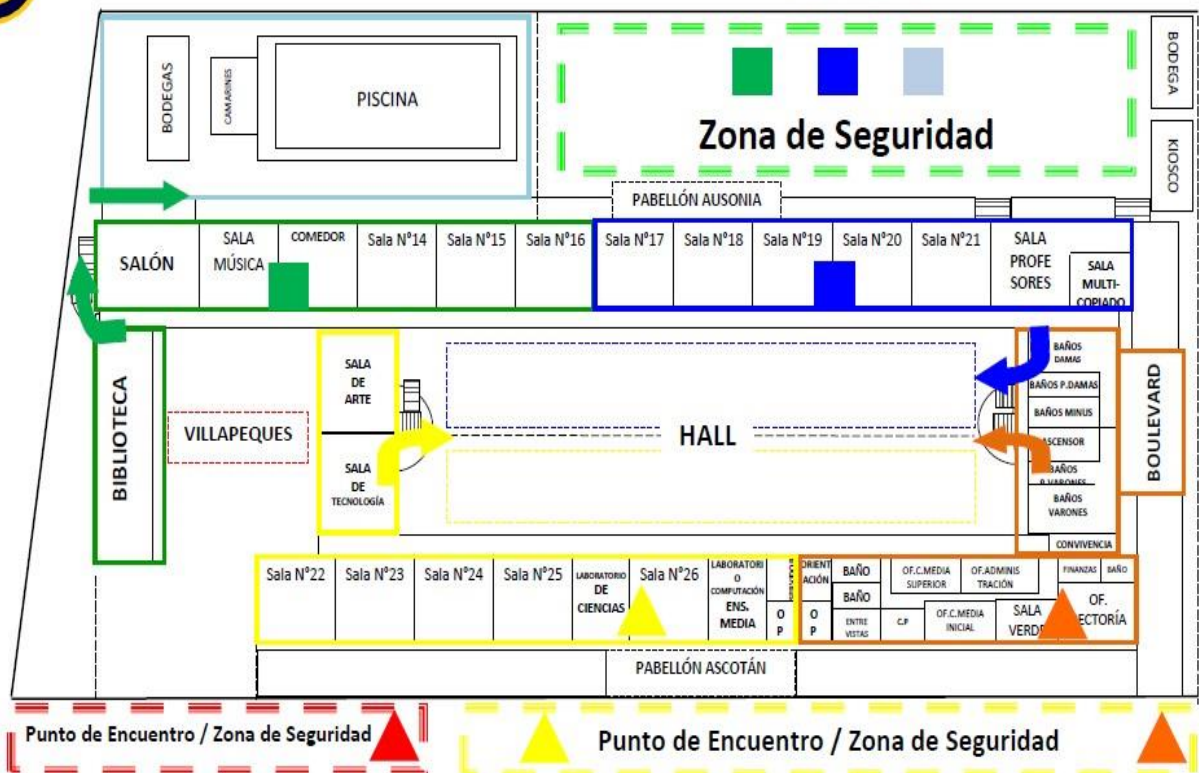 BODEGAS
CAMARINES
PISCINA
Zona de Seguridad
BODEGA
KIOSCO
PABELLÓN AUSONIA
SALÓN
SALA
MÚSICA
COMEDOR
Sala N°14
Sala N°15
Sala N°16
Sala N°17
Sala N°18
Sala N°19
Sala N°20
Sala N°21
SALA
PROFE
SORES
SALA
MULTI-
COPIADO
BIBLIOTECA
VILLAPEQUES
SALA
DE
ARTE
SALA
DE
TECNOLOGÍA
HALL
BAÑOS
DAMAS
BAÑOS P.DAMAS
BAÑOS MINUS
ASCENSOR
BAÑOS
P.VARONES
BAÑOS
VARONES
CONVIVENCIA
BOULEVARD
Sala N°22
Sala N°23
Sala N°24
Sala N°25
LABORATORIO
DE
CIENCIAS
Sala N°26
LABORATORI
O
COMPUTACIÓN
ENS.
MEDIA
O
P
ORIENT
ACIÓN
O
P
BAÑO
BAÑO
ENTRE
VISTAS
OF.C.MEDIA
SUPERIOR
OF.ADMINIS
TRACIÓN
C.P
OF.C.MEDIA
INICIAL
SALA
VERDE
FINANZAS
BAÑO
OF.
ECTORÍA
PABELLÓN ASCOTÁN
Punto de Encuentro / Zona de Seguridad
Punto de Encuentro / Zona de Seguridad